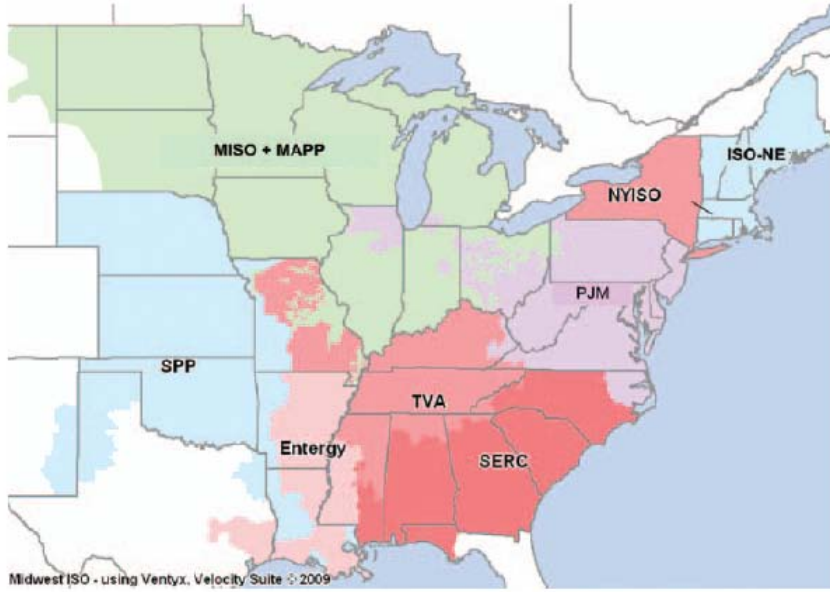 MISO + MAPP
ISO-NE
NYISO
PJM
SPP
TVA
Entergy
SERC
Midwest ISO - using Ventyx, Velocity Suite © 2009